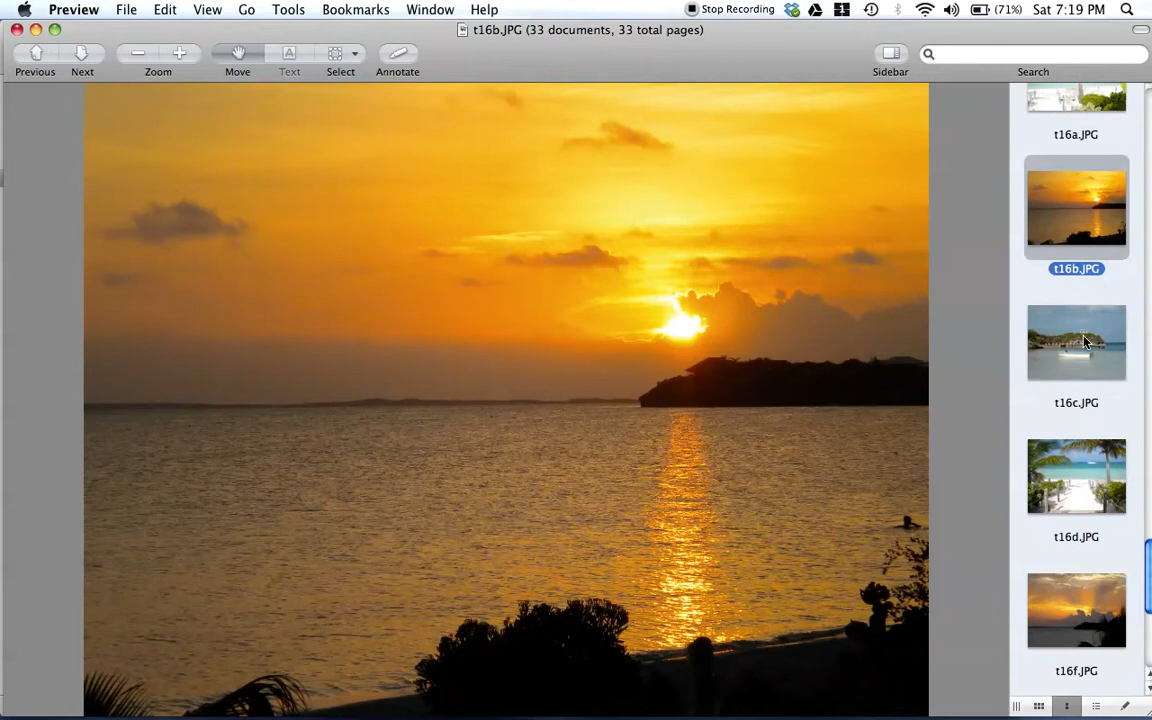 Preview File Edit View Go Tools Bookmarks Window Help Stop Recording 1 (71%) Sat 7:19 PM
t16b.JPG (33 documents, 33 total pages)
Previous Next Zoom Move Text Select Annotate Sidebar Search
t16a.JPG
t16b.JPG
t16c.JPG
t16d.JPG
t16f.JPG